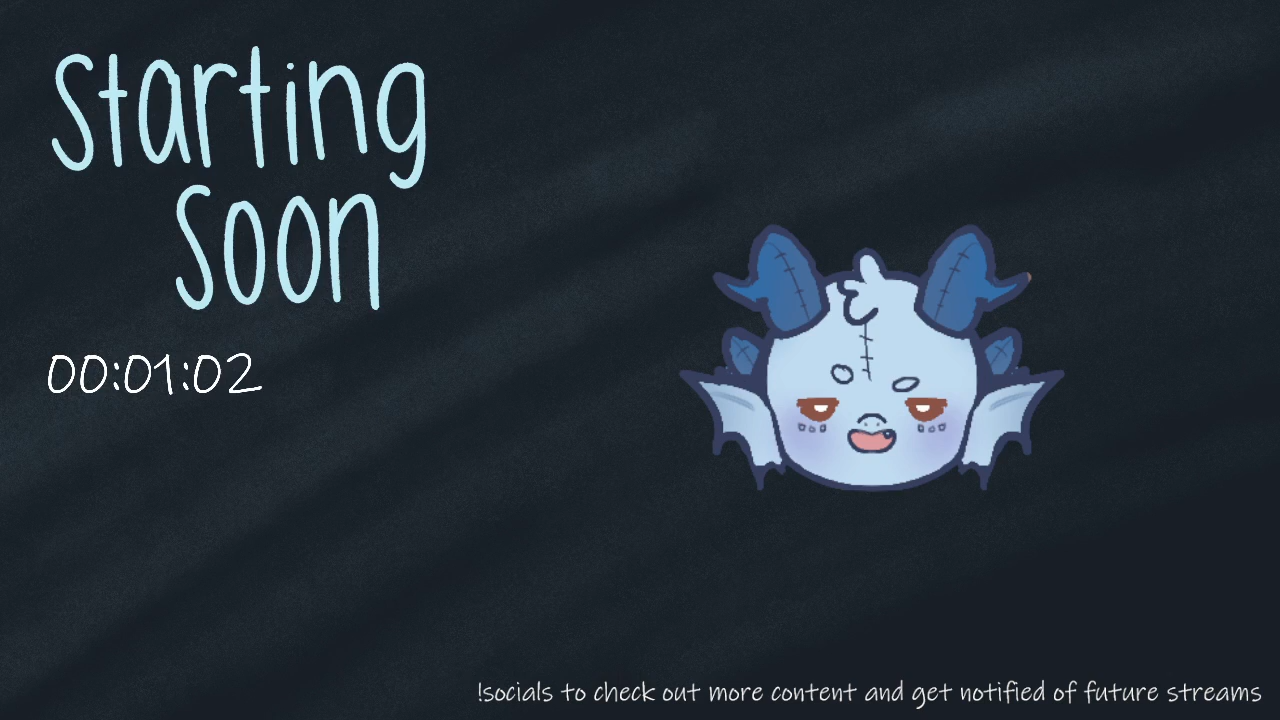 Starting
Soon
00:01:02
!socials to check out more content and get notified of future streams